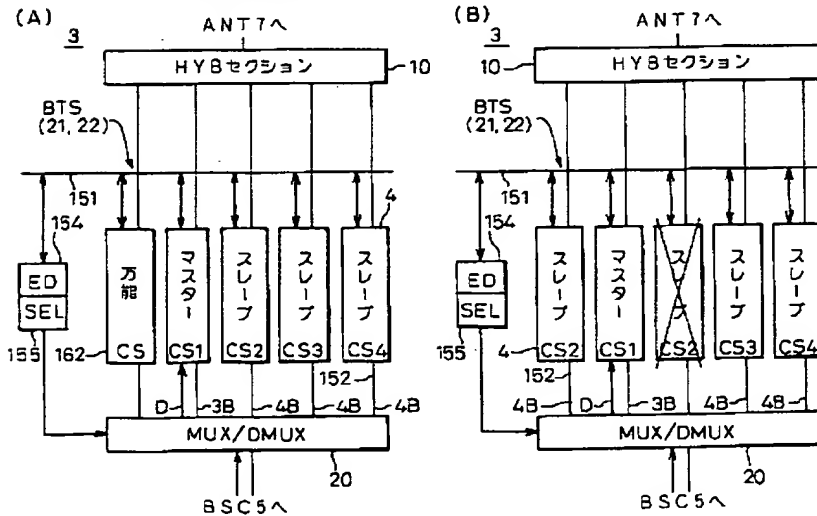 (A)
3
ANT7へ
HYBセクション
10
BTS
(21, 22)
151
154
ED
SEL
155
万能
CS
162
マスター
CS1
スレーブ
CS2
スレーブ
CS3
4
スレーブ
CS4
152
D
3B
4B
4B
4B
MUX/DMUX
20
BSC5へ
(B)
3
ANT7へ
10
HYBセクション
BTS
(21, 22)
151
154
ED
SEL
155
スレーブ
CS2
4
マスター
CS1
スレーブ
CS2
スレーブ
CS3
スレーブ
CS4
152
4B
D
3B
4B
4B
MUX/DMUX
20
BSC5へ